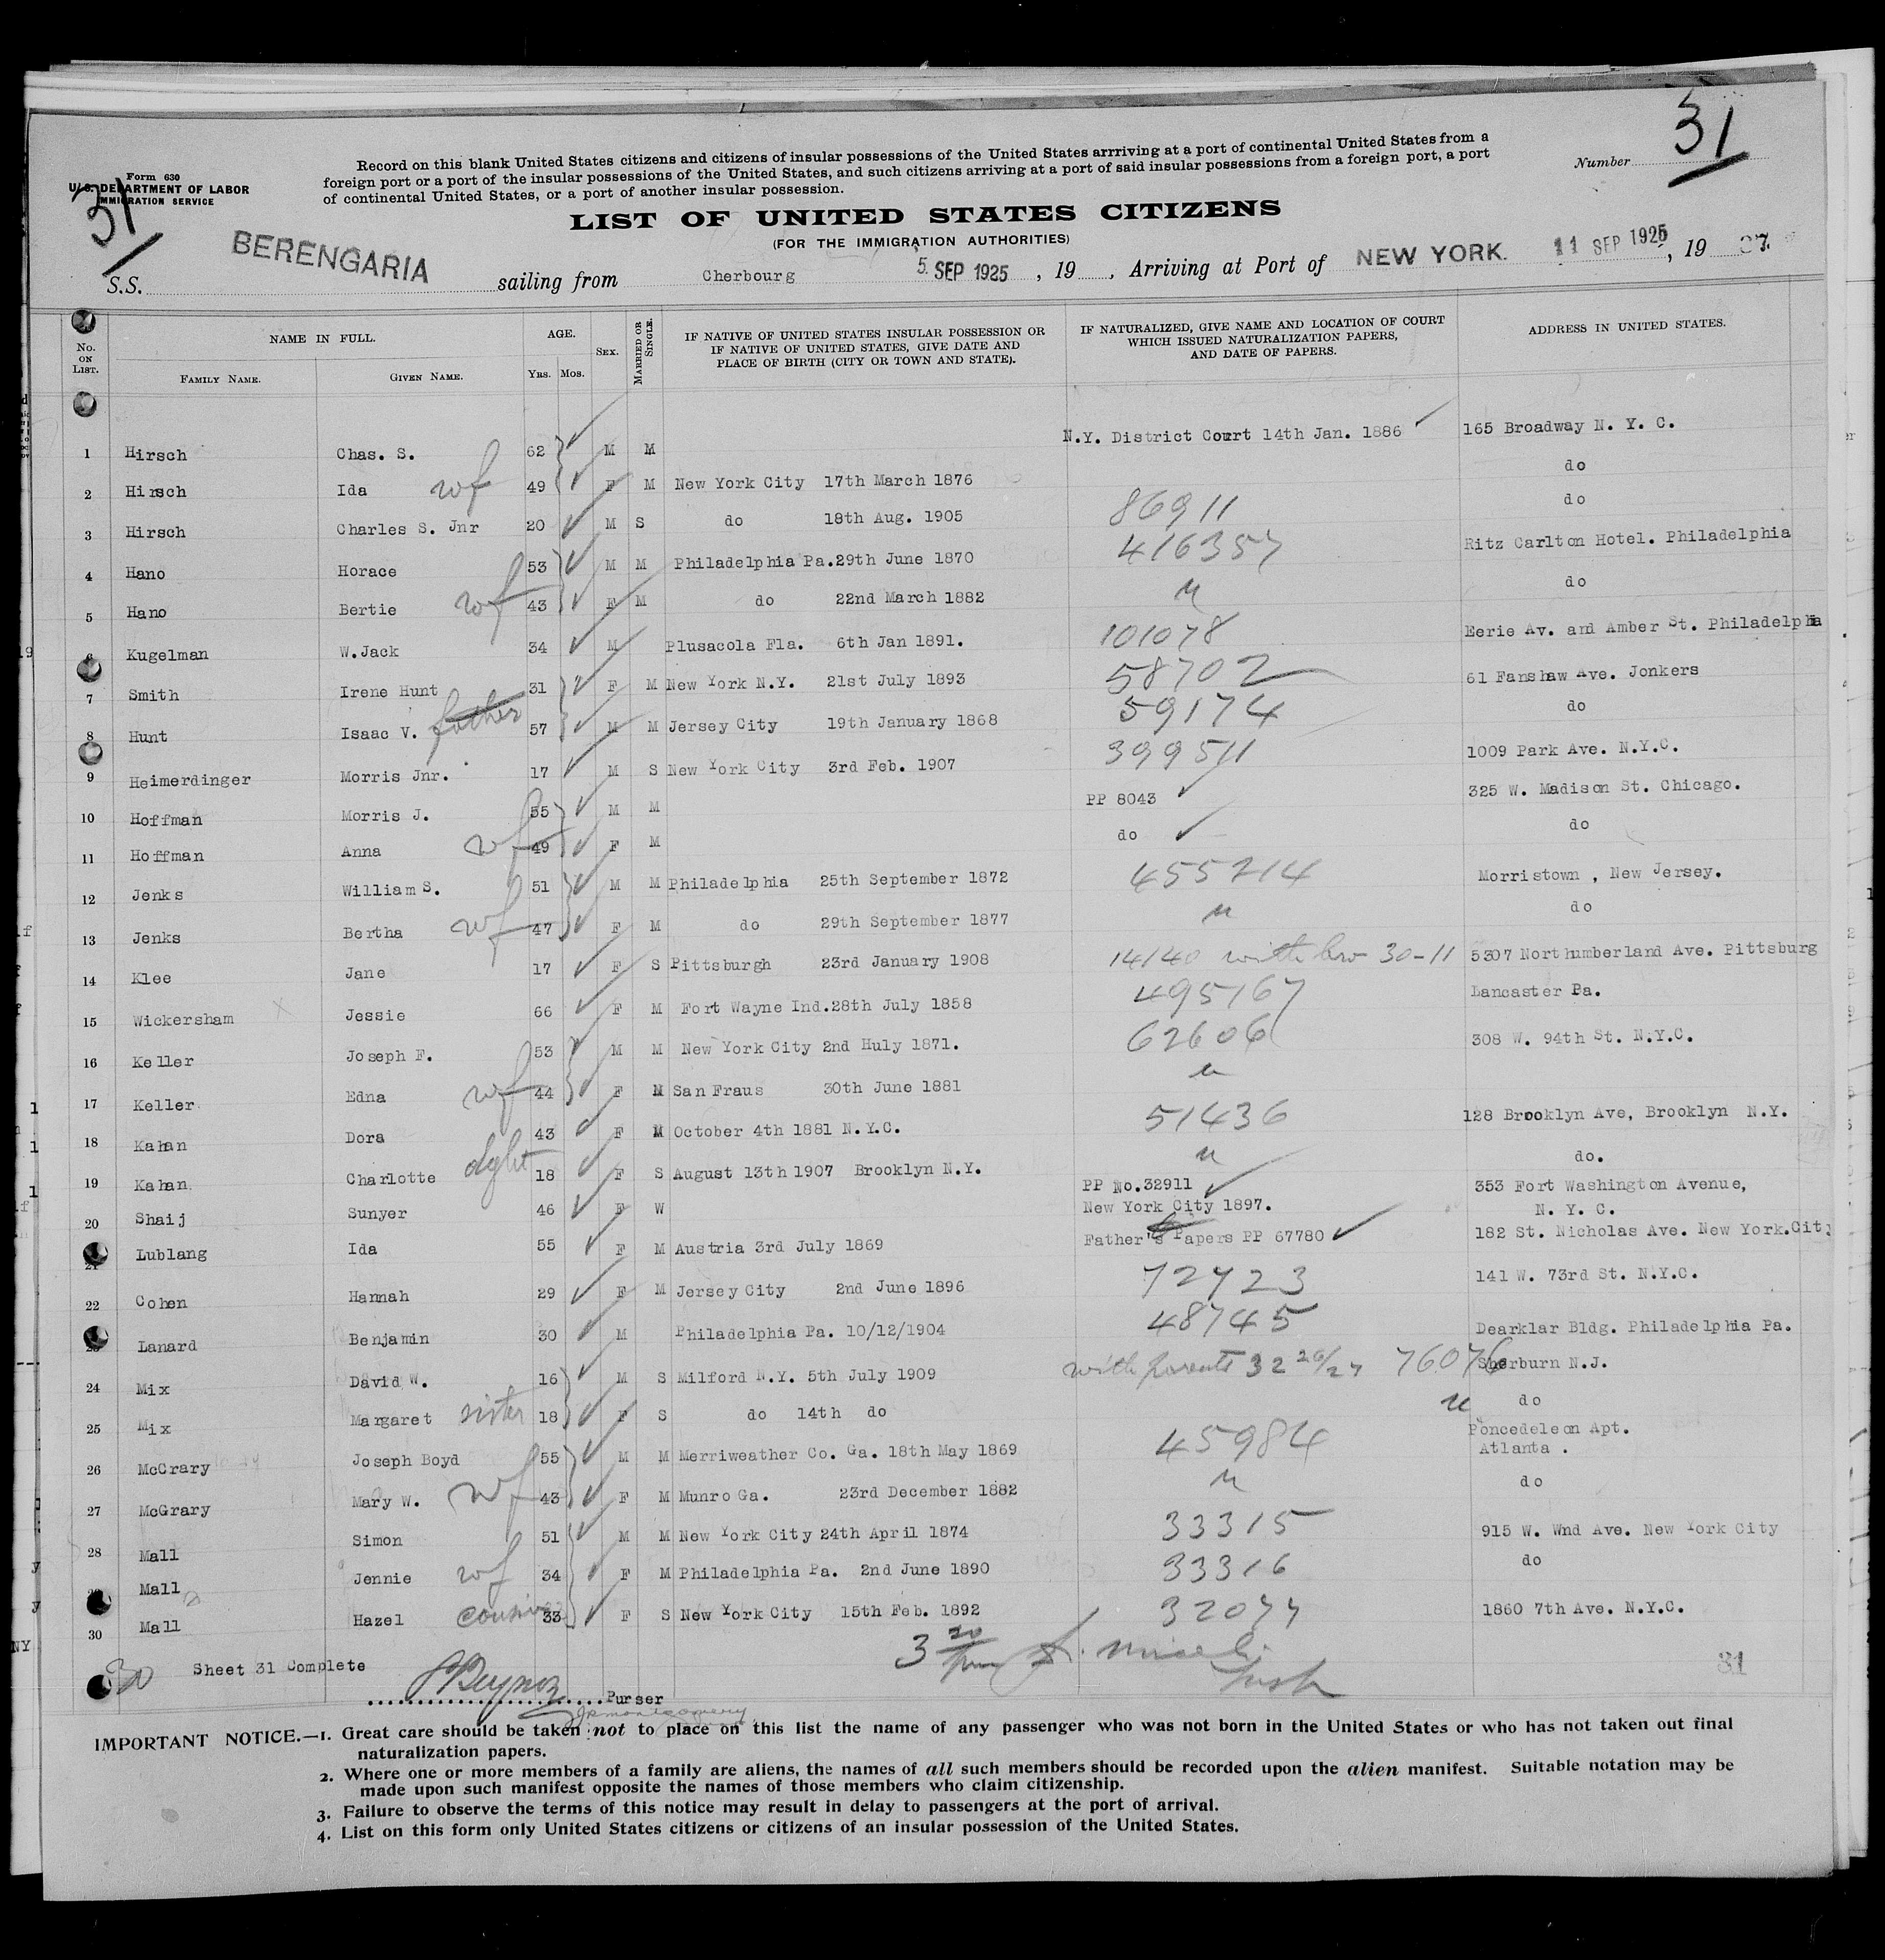 31
Form 630
U. S. DEPARTMENT OF LABOR
IMMIGRATION SERVICE
31
Record on this blank United States citizens and citizens of insular possessions of the United States arrriving at a port of continental United States from a
foreign port or a port of the insular possessions of the United States, and such citizens arriving at a port of said insular possessions from a foreign port, a port
of continental United States, or a port of another insular possession.
Number
LIST OF UNITED STATES CITIZENS
(FOR THE IMMIGRATION AUTHORITIES)
S.S. BERENGARIA sailing from Cherbourg 5 SEP 1925, 19 , Arriving at Port of NEW YORK. 11 SEP 1925, 19
No. ON LIST. NAME IN FULL. AGE. SEX. MARRIED OR SINGLE. IF NATIVE OF UNITED STATES INSULAR POSSESSION OR IF NATIVE OF UNITED STATES, GIVE DATE AND PLACE OF BIRTH (CITY OR TOWN AND STATE). IF NATURALIZED, GIVE NAME AND LOCATION OF COURT WHICH ISSUED NATURALIZATION PAPERS, AND DATE OF PAPERS. ADDRESS IN UNITED STATES.
FAMILY NAME. GIVEN NAME. YRS. MOS.
1 Hirsch Chas. S. 62 M M N.Y. District Court 14th Jan. 1886 165 Broadway N. Y. C.
2 Hirsch Ida wf 49 F M New York City 17th March 1876 do
3 Hirsch Charles S. Jnr 20 M S do 18th Aug. 1905 86911 do
4 Hano Horace 53 M M Philadelphia Pa. 29th June 1870 416357 Ritz Carlton Hotel. Philadelphia
5 Hano Bertie wf 43 F M do 22nd March 1882 " do
6 Kugelman W.Jack 34 M Plusacola Fla. 6th Jan 1891. 101078 Eerie Av. and Amber St. Philadelphia
7 Smith Irene Hunt 31 F M New York N.Y. 21st July 1893 58702 61 Fanshaw Ave. Jonkers
8 Hunt Isaac V. father 57 M M Jersey City 19th January 1868 59174 do
9 Heimerdinger Morris Jnr. 17 M S New York City 3rd Feb. 1907 399511 1009 Park Ave. N.Y.C.
10 Hoffman Morris J. 55 M M PP 8043 325 W. Madison St. Chicago.
11 Hoffman Anna wf 49 F M do do
12 Jenks William S. 51 M M Philadelphia 25th September 1872 455214 Morristown , New Jersey.
13 Jenks Bertha wf 47 F M do 29th September 1877 " do
14 Klee Jane 17 F S Pittsburgh 23rd January 1908 14140 with bro 30-11 5307 Northumberland Ave. Pittsburg
15 Wickersham Jessie 66 F M Fort Wayne Ind. 28th July 1858 495167 Lancaster Pa.
16 Keller Joseph F. 53 M M New York City 2nd Huly 1871. 62606 308 W. 94th St. N.Y.C.
17 Keller Edna wf 44 F M San Fraus 30th June 1881 "
18 Kahan Dora 43 F M October 4th 1881 N.Y.C. 51436 128 Brooklyn Ave, Brooklyn N.Y.
19 Kahan Charlotte dght 18 F S August 13th 1907 Brooklyn N.Y. " do.
20 Shaij Sunyer 46 F W PP No.32911 New York City 1897. 353 Fort Washington Avenue, N. Y. C.
21 Lublang Ida 55 F M Austria 3rd July 1869 Father's Papers PP 67780 182 St. Nicholas Ave. New York.City
22 Cohen Hannah 29 F M Jersey City 2nd June 1896 72723 141 W. 73rd St. N.Y.C.
23 Lanard Benjamin 30 M Philadelphia Pa. 10/12/1904 48745 Dearklar Bldg. Philadelphia Pa.
24 Mix David W. 16 M S Milford N.Y. 5th July 1909 with parents 32 26/27 76076 Sherburn N.J.
25 Mix Margaret sister 18 F S do 14th do " do
26 McCrary Joseph Boyd 55 M M Merriweather Co. Ga. 18th May 1869 45984 Poncedeleon Apt. Atlanta .
27 McGrary Mary W. wf 43 F M Munro Ga. 23rd December 1882 " do
28 Mall Simon 51 M M New York City 24th April 1874 33315 915 W. Wnd Ave. New York City
Mall Jennie wf 34 F M Philadelphia Pa. 2nd June 1890 33316 do
30 Mall Hazel cousin 33 F S New York City 15th Feb. 1892 32077 1860 7th Ave. N.Y.C.
30 Sheet 31 Complete 31
Purser
IMPORTANT NOTICE.—1. Great care should be taken not to place on this list the name of any passenger who was not born in the United States or who has not taken out final
naturalization papers.
2. Where one or more members of a family are aliens, the names of all such members should be recorded upon the alien manifest. Suitable notation may be
made upon such manifest opposite the names of those members who claim citizenship.
3. Failure to observe the terms of this notice may result in delay to passengers at the port of arrival.
4. List on this form only United States citizens or citizens of an insular possession of the United States.